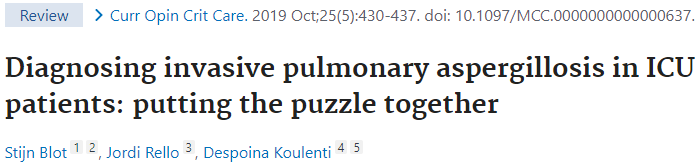 Review > Curr Opin Crit Care. 2019 Oct;25(5):430-437. doi: 10.1097/MCC.0000000000000637.
Diagnosing invasive pulmonary aspergillosis in ICU
patients: putting the puzzle together
Stijn Blot 1 2, Jordi Rello 3, Despoina Koulenti 4 5